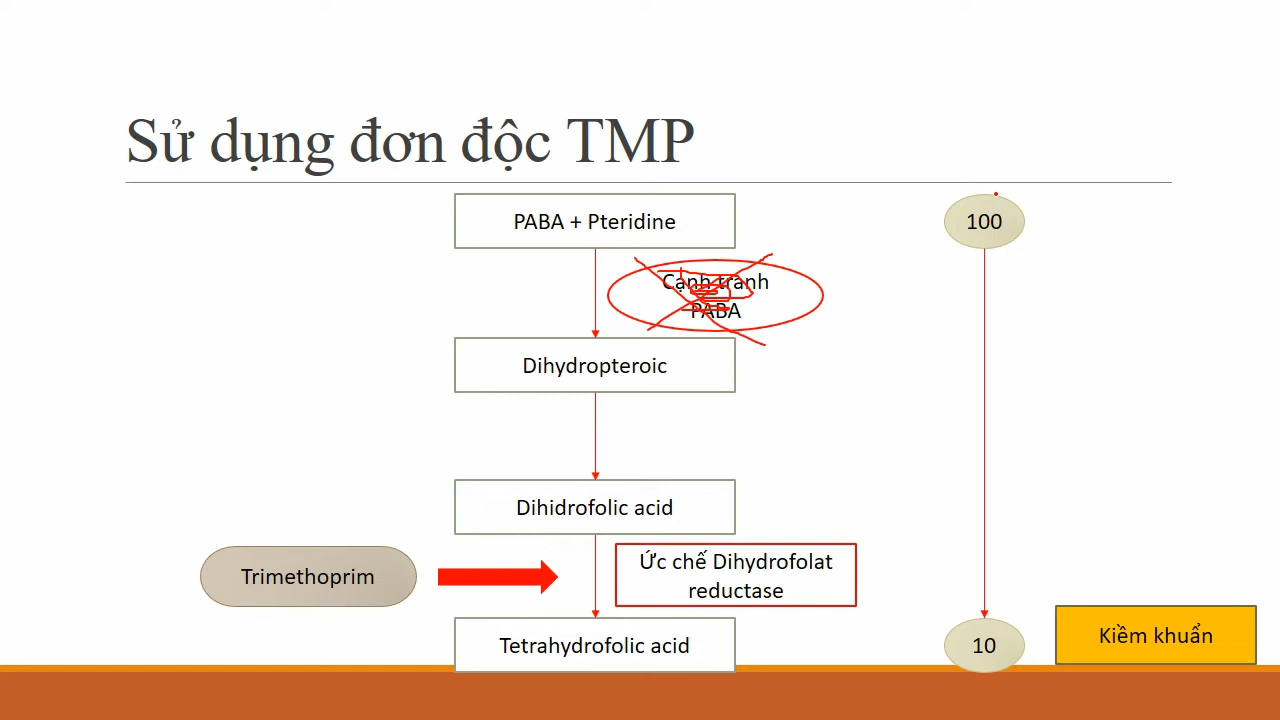 Sử dụng đơn độc TMP
PABA + Pteridine
100
Cạnh tranh
PABA
Dihydropteroic
Dihidrofolic acid
Trimethoprim
Ức chế Dihydrofolat
reductase
Tetrahydrofolic acid
10
Kiềm khuẩn